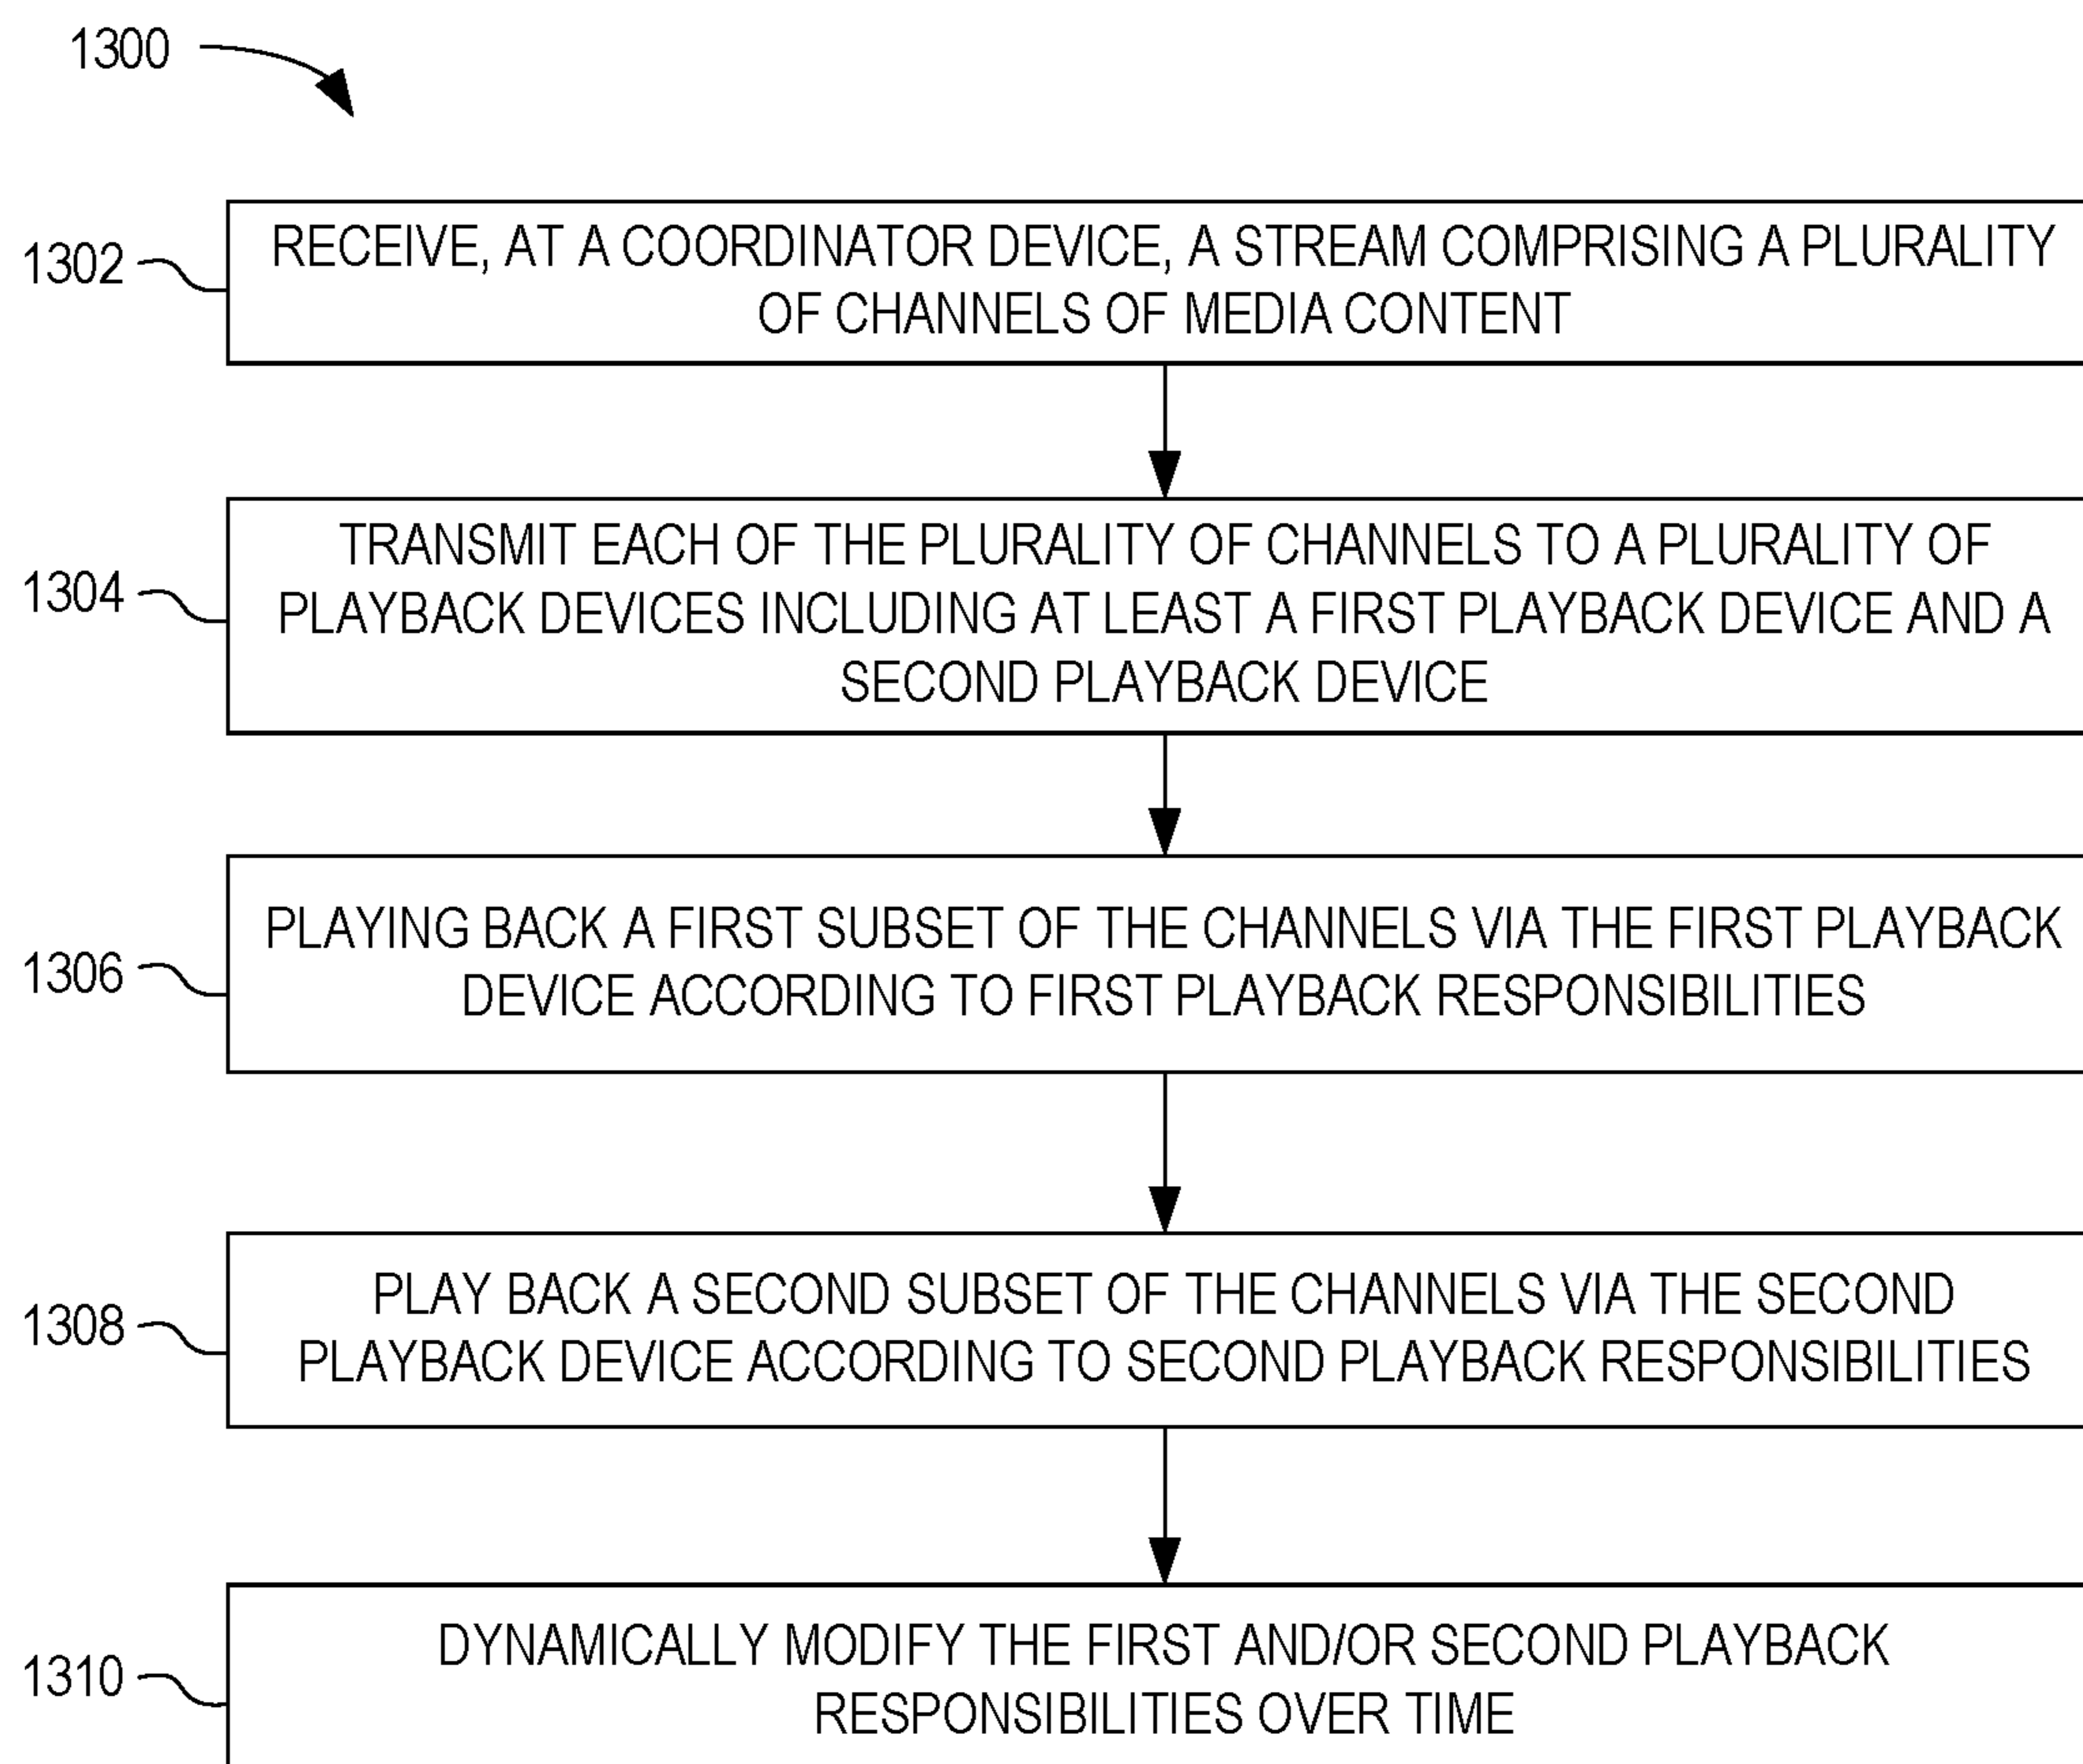 1300
1302
RECEIVE, AT A COORDINATOR DEVICE, A STREAM COMPRISING A PLURALITY
OF CHANNELS OF MEDIA CONTENT
1304
TRANSMIT EACH OF THE PLURALITY OF CHANNELS TO A PLURALITY OF
PLAYBACK DEVICES INCLUDING AT LEAST A FIRST PLAYBACK DEVICE AND A
SECOND PLAYBACK DEVICE
1306
PLAYING BACK A FIRST SUBSET OF THE CHANNELS VIA THE FIRST PLAYBACK
DEVICE ACCORDING TO FIRST PLAYBACK RESPONSIBILITIES
1308
PLAY BACK A SECOND SUBSET OF THE CHANNELS VIA THE SECOND
PLAYBACK DEVICE ACCORDING TO SECOND PLAYBACK RESPONSIBILITIES
1310
DYNAMICALLY MODIFY THE FIRST AND/OR SECOND PLAYBACK
RESPONSIBILITIES OVER TIME